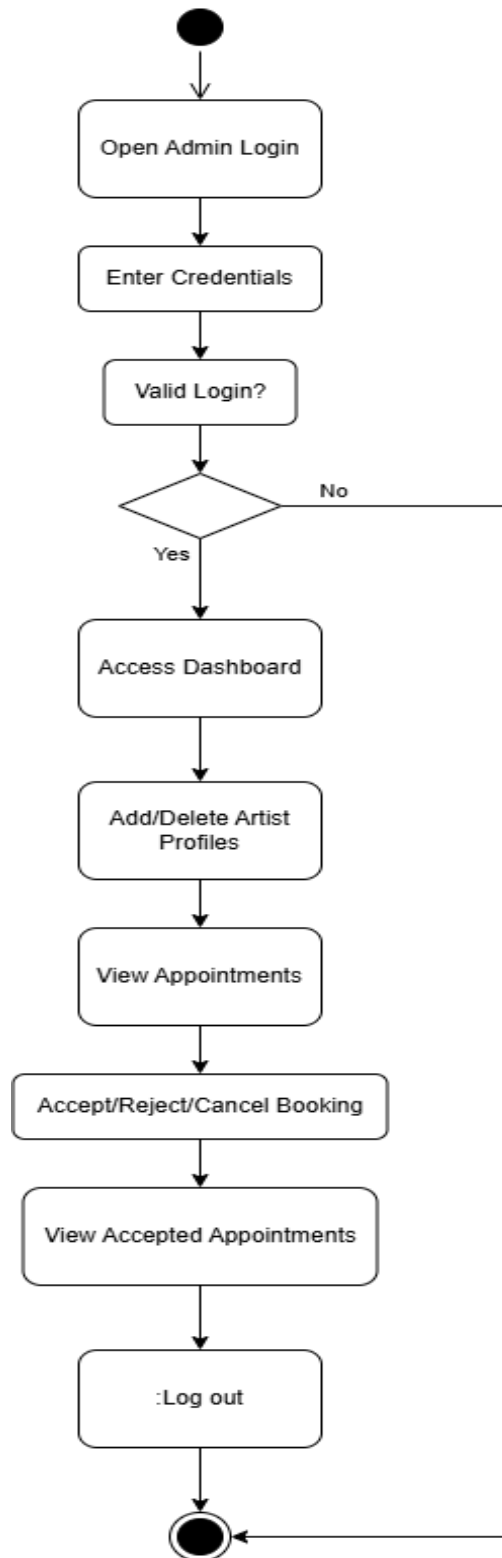 Open Admin Login
Enter Credentials
Valid Login?
No
Yes
Access Dashboard
Add/Delete Artist
Profiles
View Appointments
Accept/Reject/Cancel Booking
View Accepted Appointments
:Log out